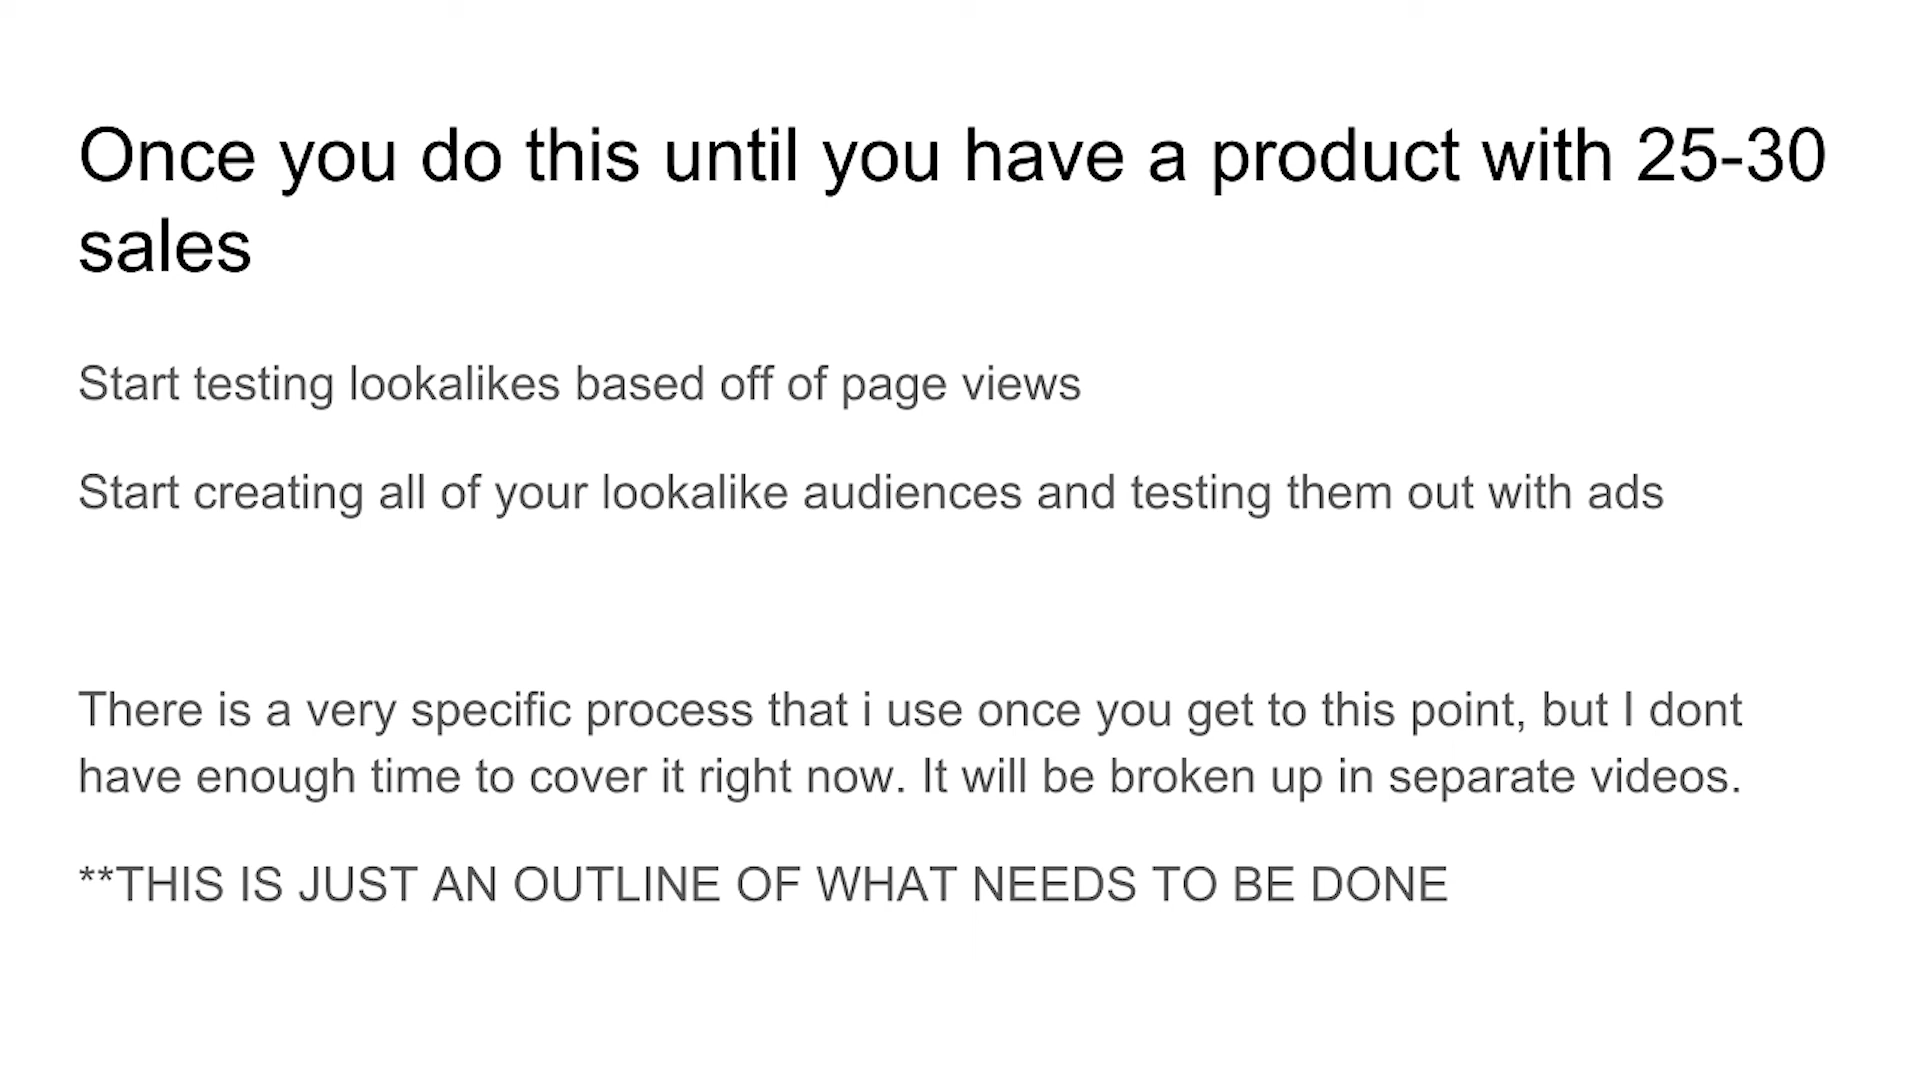 Once you do this until you have a product with 25-30
sales
Start testing lookalikes based off of page views
Start creating all of your lookalike audiences and testing them out with ads
There is a very specific process that i use once you get to this point, but I dont
have enough time to cover it right now. It will be broken up in separate videos.
**THIS IS JUST AN OUTLINE OF WHAT NEEDS TO BE DONE